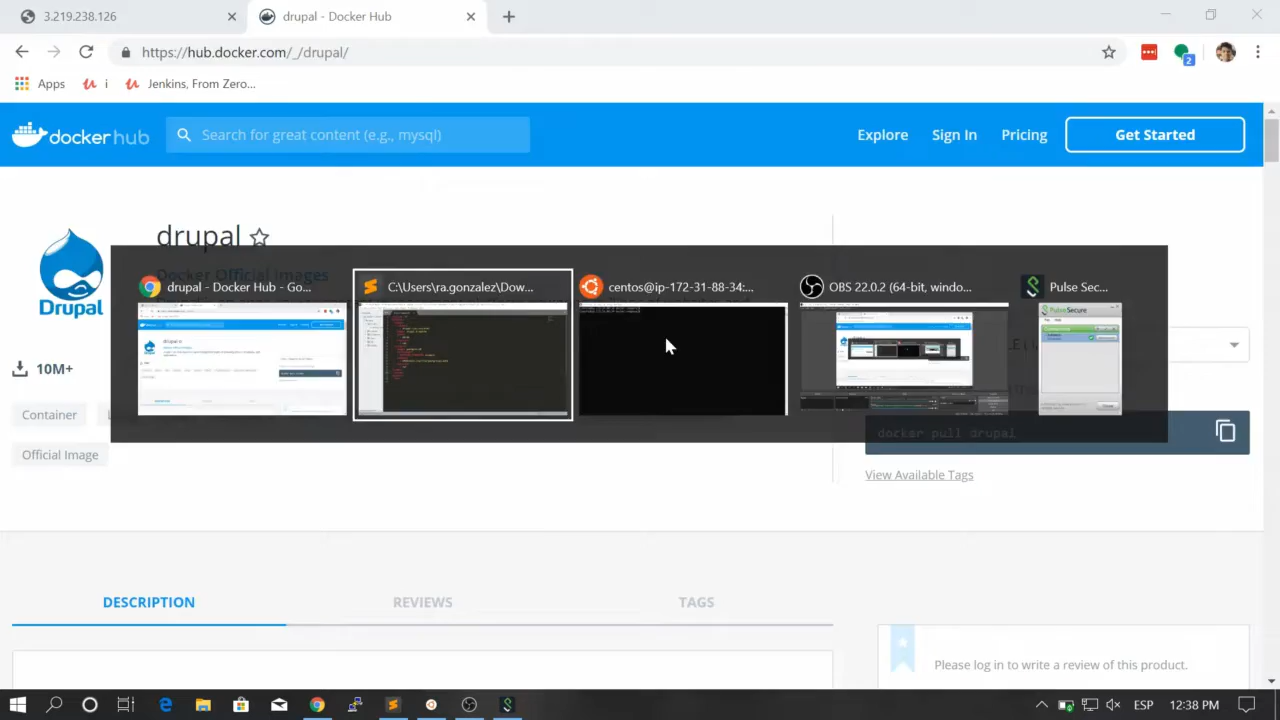 3.219.238.126
drupal - Docker Hub
https://hub.docker.com/_/drupal/
2
Apps
i
Jenkins, From Zero...
docker hub
Search for great content (e.g., mysql)
Explore
Sign In
Pricing
Get Started
drupal
Docker Official Images
Drupal
drupal - Docker Hub - Go...
C:\Users\ra.gonzalez\Dow...
centos@ip-172-31-88-34:...
OBS 22.0.2 (64-bit, windo...
Pulse Sec...
10M+
Container
docker pull drupal
Official Image
View Available Tags
DESCRIPTION
REVIEWS
TAGS
Please log in to write a review of this product.
ESP
12:38 PM